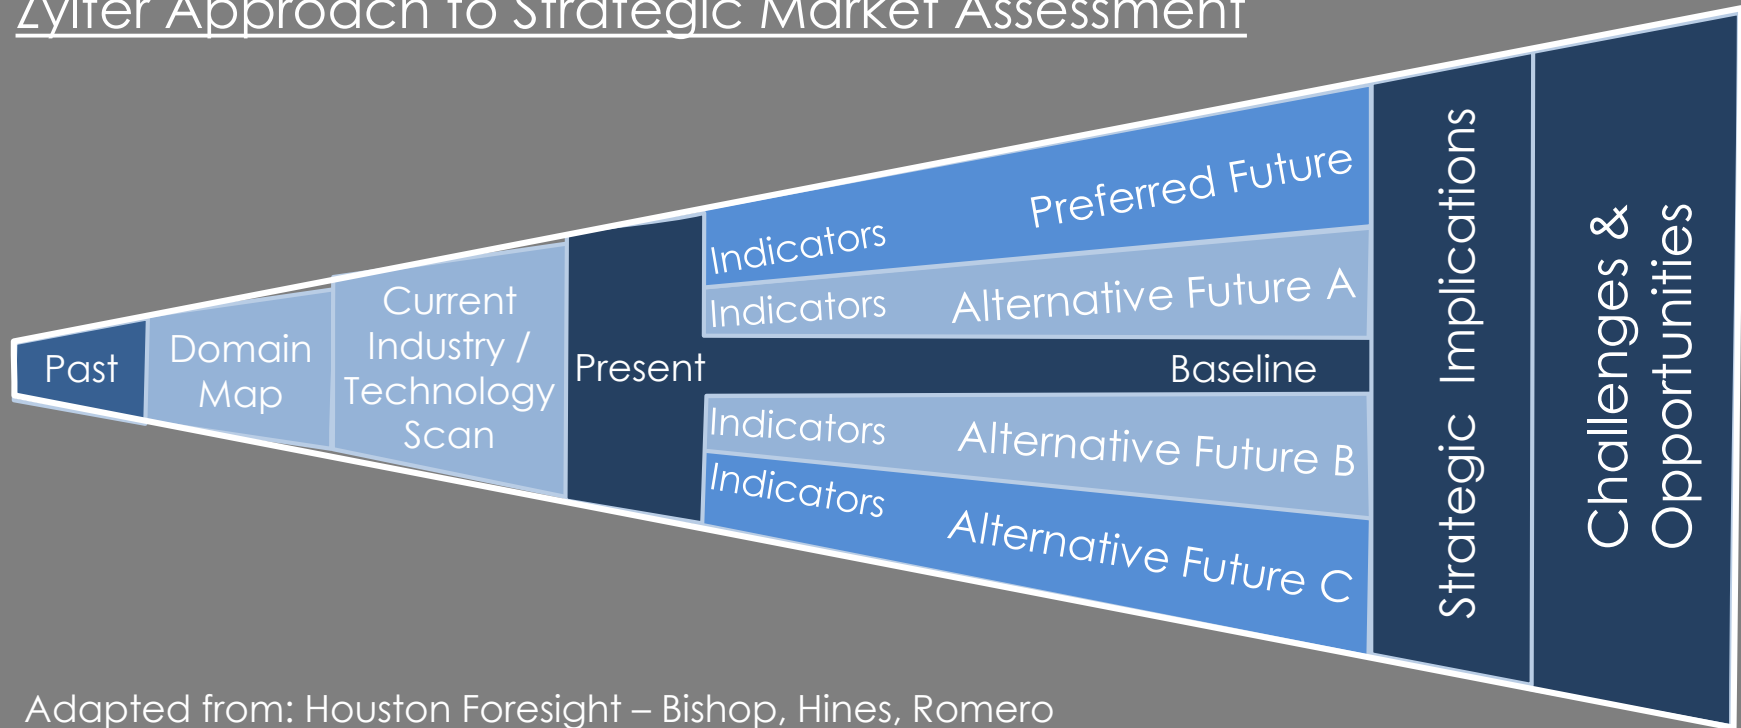 Zylter Approach to Strategic Market Assessment
Past
Domain
Map
Current
Industry /
Technology
Scan
Present
Indicators
Preferred Future
Indicators
Alternative Future A
Baseline
Indicators
Alternative Future B
Indicators
Alternative Future C
Strategic Implications
Challenges &
Opportunities
Adapted from: Houston Foresight – Bishop, Hines, Romero